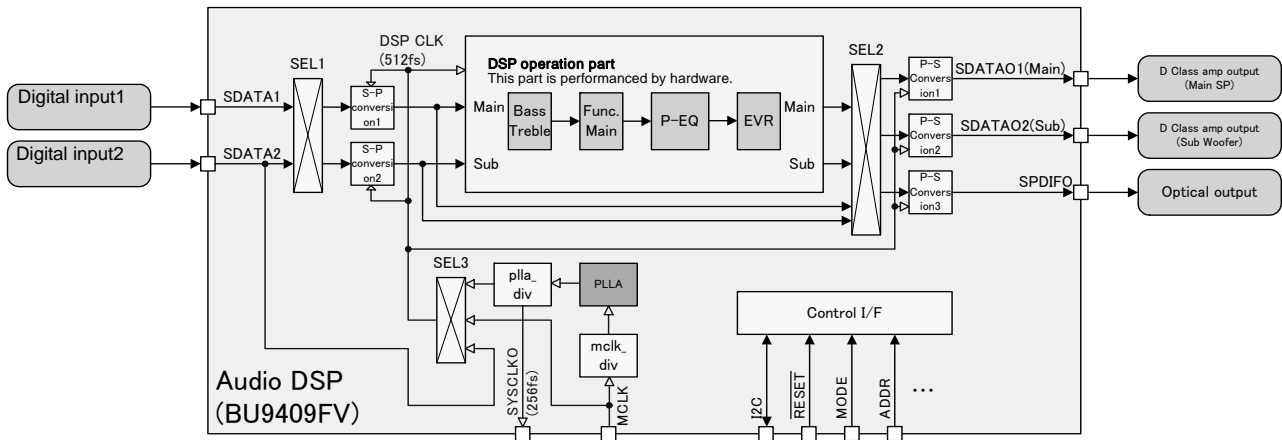 DSP CLK
(512fs)
SEL1
SEL2
DSP operation part
This part is performanced by hardware.
Digital input1
SDATA1
S-P
conversi
on1
Main
Bass
Treble
Func.
Main
P-EQ
EVR
Main
P-S
Convers
ion1
SDATAO1(Main)
D Class amp output
(Main SP)
Digital input2
SDATA2
S-P
conversi
on2
Sub
Sub
P-S
Convers
ion2
SDATAO2(Sub)
D Class amp output
(Sub Woofer)
P-S
Convers
ion3
SPDIFO
Optical output
SEL3
plla_
div
PLLA
mclk_
div
Control I/F
Audio DSP
(BU9409FV)
SYSCLKO
(256fs)
MCLK
I2C
RESET
MODE
ADDR
...